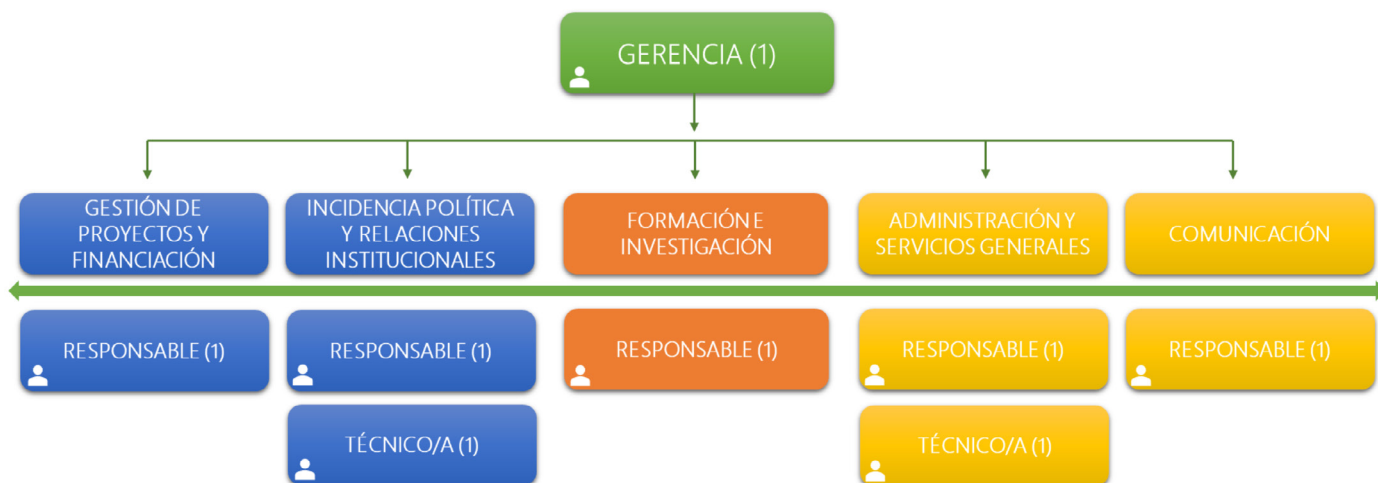 GERENCIA (1)
GESTIÓN DE
PROYECTOS Y
FINANCIACIÓN
INCIDENCIA POLÍTICA
Y RELACIONES
INSTITUCIONALES
FORMACIÓN E
INVESTIGACIÓN
ADMINISTRACIÓN Y
SERVICIOS GENERALES
COMUNICACIÓN
RESPONSABLE (1)
RESPONSABLE (1)
RESPONSABLE (1)
RESPONSABLE (1)
RESPONSABLE (1)
TÉCNICO/A (1)
TÉCNICO/A (1)